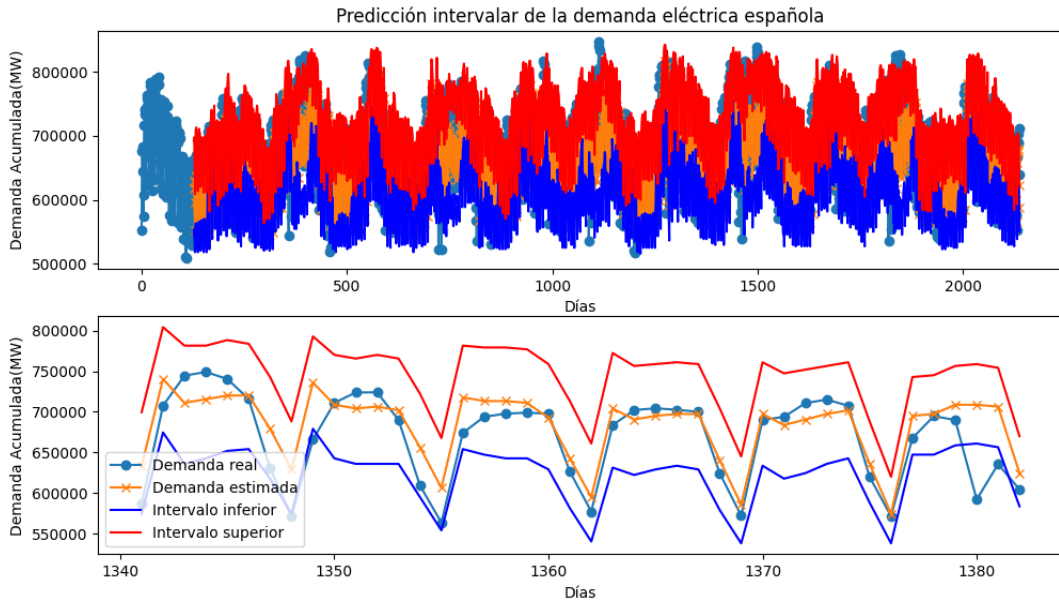 Predicción intervalar de la demanda eléctrica española
Demanda Acumulada(MW)
800000
700000
600000
500000
0
500
1000
1500
2000
Días
Demanda Acumulada(MW)
800000
750000
700000
650000
600000
550000
Demanda real
Demanda estimada
Intervalo inferior
Intervalo superior
1340
1350
1360
1370
1380
Días